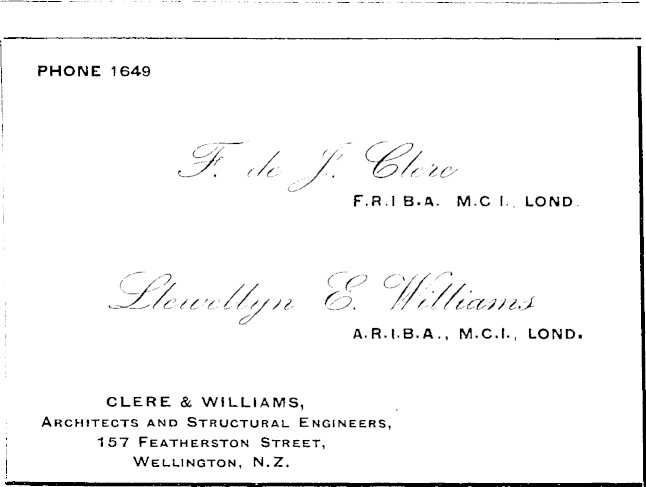 PHONE 1649
F. de J. Clere
F.R.I B.A. M.C I., LOND.
Llewellyn E. Williams
A.R.I.B.A., M.C.I., LOND.
CLERE & WILLIAMS,
ARCHITECTS AND STRUCTURAL ENGINEERS,
157 FEATHERSTON STREET,
WELLINGTON, N.Z.